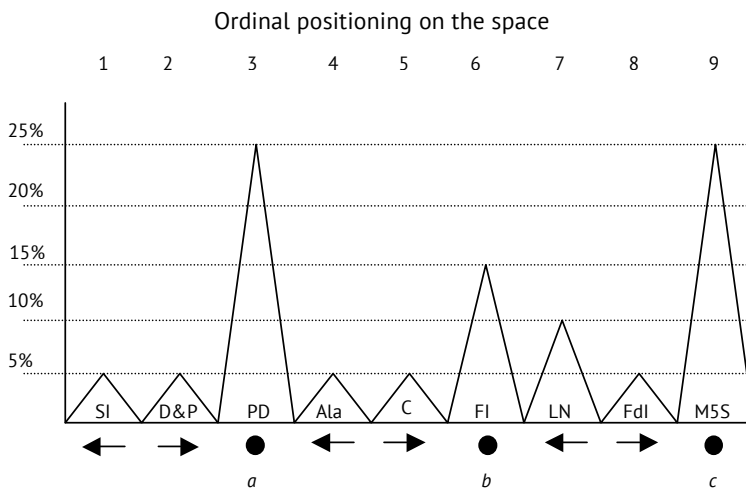 Ordinal positioning on the space
1 2 3 4 5 6 7 8 9
25%
20%
15%
10%
5%
SI D&P PD Ala C FI LN FdI M5S
a b c